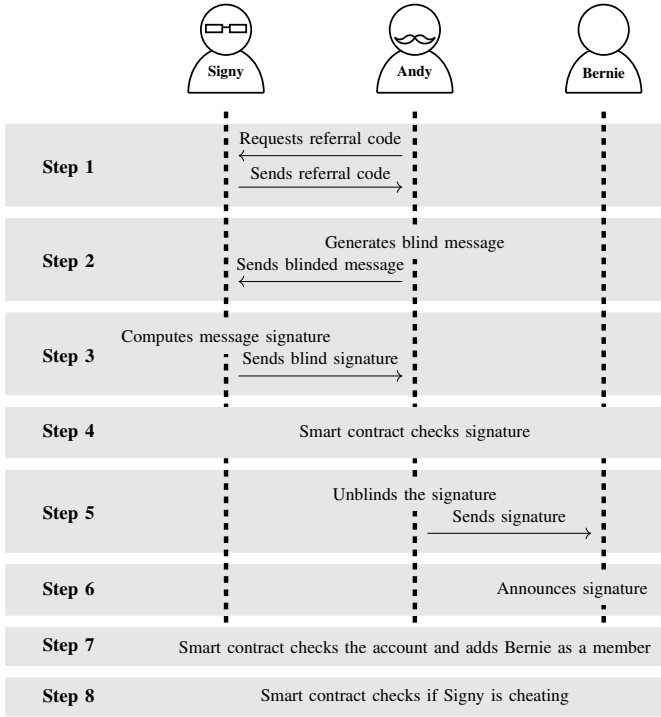 Signy
Andy
Bernie
Step 1
Requests referral code
Sends referral code
Step 2
Generates blind message
Sends blinded message
Step 3
Computes message signature
Sends blind signature
Step 4
Smart contract checks signature
Step 5
Unblinds the signature
Sends signature
Step 6
Announces signature
Step 7
Smart contract checks the account and adds Bernie as a member
Step 8
Smart contract checks if Signy is cheating